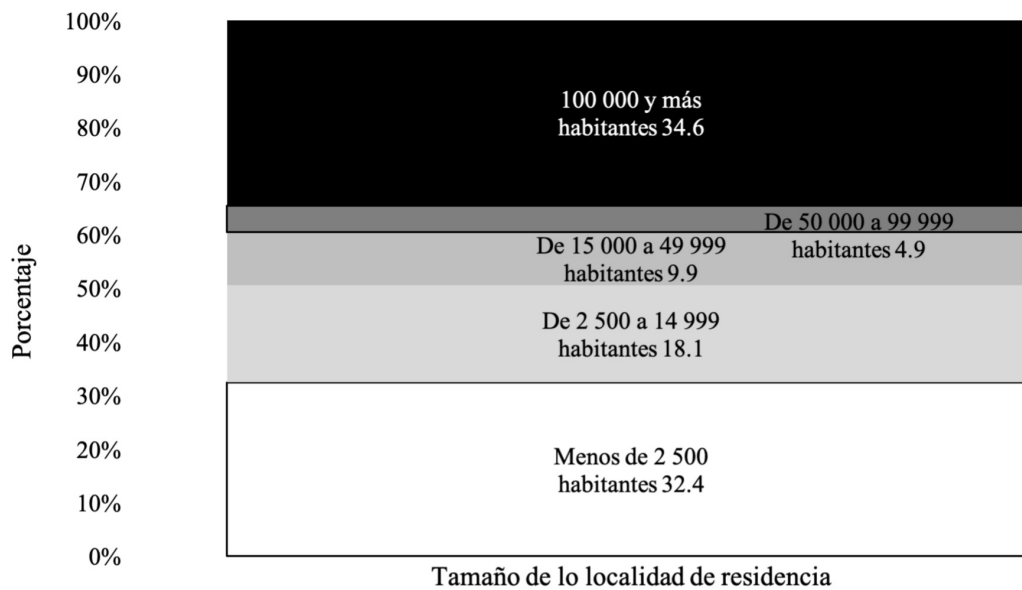 100%
90%
80%
70%
60%
50%
40%
30%
20%
10%
0%
Porcentaje
100 000 y más
habitantes 34.6
De 50 000 a 99 999
habitantes 4.9
De 15 000 a 49 999
habitantes 9.9
De 2 500 a 14 999
habitantes 18.1
Menos de 2 500
habitantes 32.4
Tamaño de lo localidad de residencia